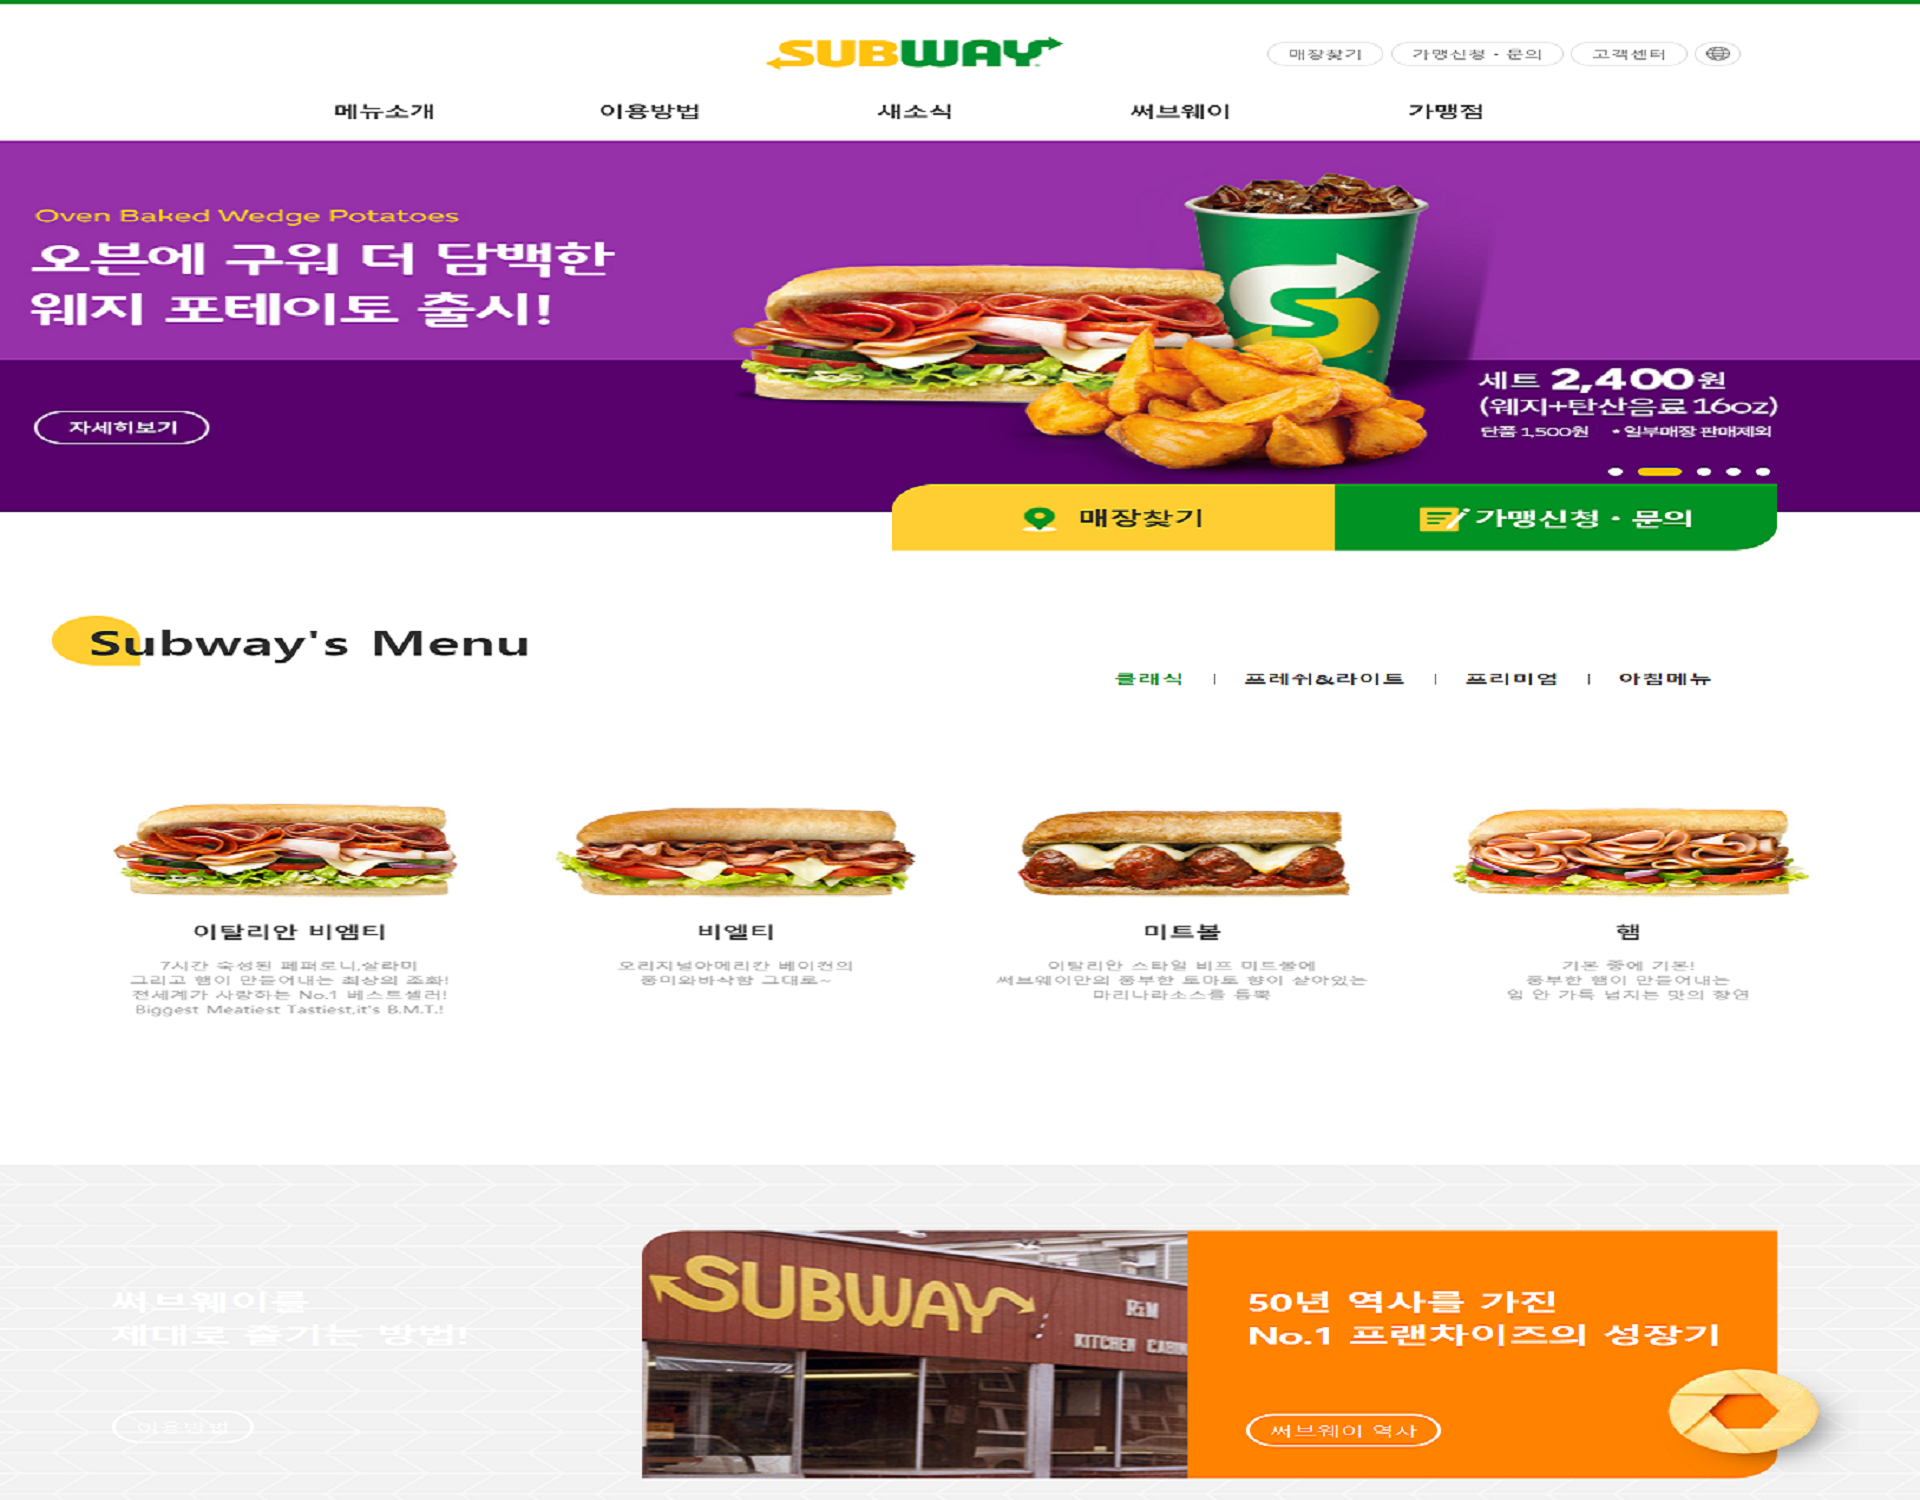 SUBWAY
매장찾기
가맹신청 · 문의
고객센터
메뉴소개
이용방법
새소식
써브웨이
가맹점
Oven Baked Wedge Potatoes
오븐에 구워 더 담백한
웨지 포테이토 출시!
자세히보기
세트 2,400원
(웨지+탄산음료 16oz)
단품 1,500원 * 일부매장 판매제외
매장찾기
가맹신청 · 문의
Subway's Menu
클래식 | 프레쉬&라이트 | 프리미엄 | 아침메뉴
이탈리안 비엠티
7시간 숙성된 페퍼로니,살라미
그리고 햄이 만들어내는 최상의 조화!
전세계가 사랑하는 No.1 베스트셀러!
Biggest Meatiest Tastiest,it's B.M.T.!
비엘티
오리지널아메리칸 베이컨의
풍미와바삭함 그대로~
미트볼
이탈리안 스타일 비프 미트볼에
써브웨이만의 풍부한 토마토 향이 살아있는
마리나라소스를 듬뿍
햄
기본 중에 기본!
풍부한 햄이 만들어내는
입 안 가득 넘치는 맛의 향연
써브웨이를
제대로 즐기는 방법!
이용방법
SUBWAY
R&M
KITCHEN CABIN
50년 역사를 가진
No.1 프랜차이즈의 성장기
써브웨이 역사